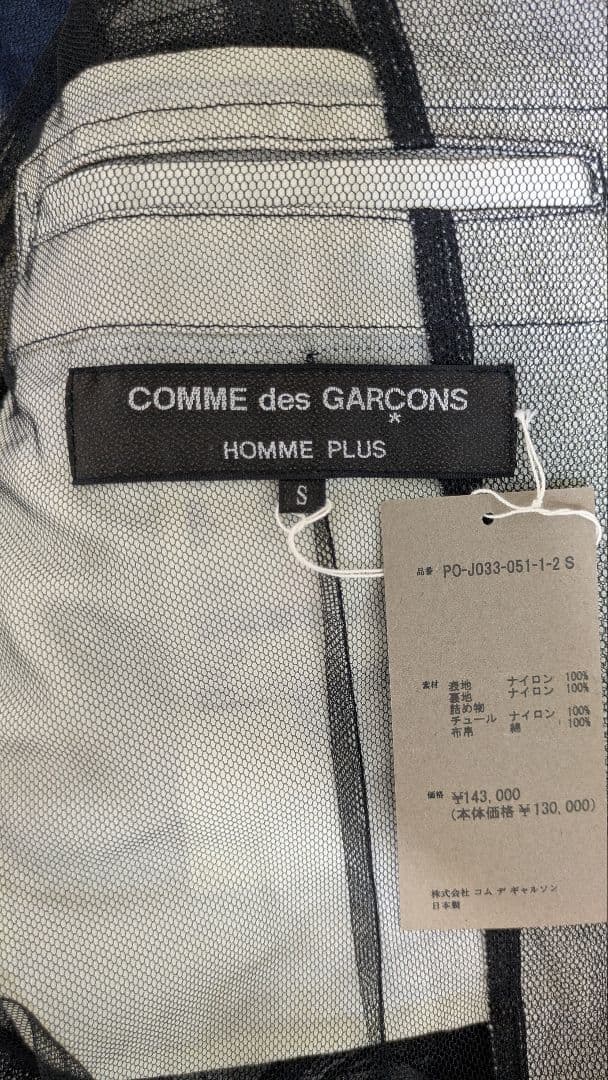 COMME des GARÇONS
*
HOMME PLUS
S
品番 PO-J033-051-1-2 S
素材 表地 ナイロン 100%
裏地 ナイロン 100%
詰め物
チュール ナイロン 100%
布帛 綿 100%
価格 ¥143,000
(本体価格 ¥130,000)
株式会社 コム デ ギャルソン
日本製